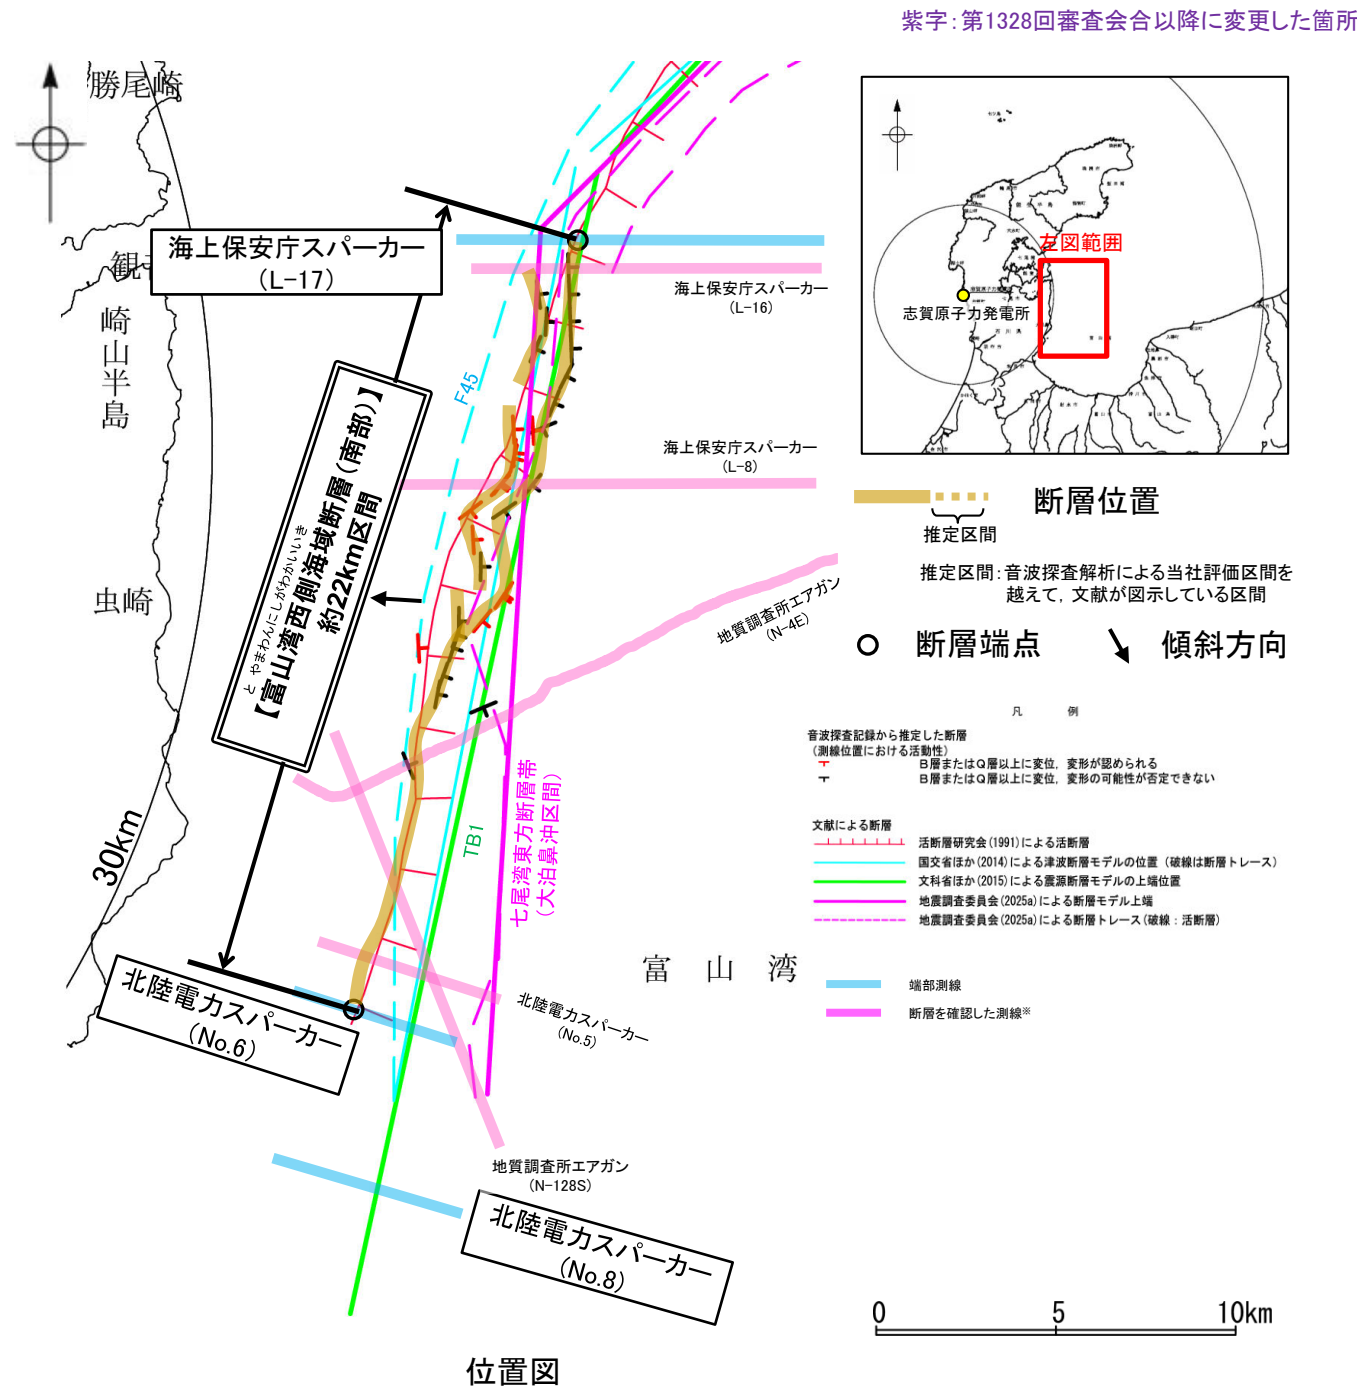 紫字：第1328回審査会合以降に変更した箇所
勝尾崎
海上保安庁スパーカー
(L-17)
観
崎山半島
虫崎
30km
と やまわんにしがわかいいき
【富山湾西側海域断層(南部)】
約22km区間
F45
海上保安庁スパーカー
(L-16)
海上保安庁スパーカー
(L-8)
地質調査所エアガン
(N-4E)
TB1
七尾湾東方断層帯
(大泊鼻沖区間)
富山湾
北陸電力スパーカー
(No.6)
北陸電力スパーカー
(No.5)
地質調査所エアガン
(N-128S)
北陸電力スパーカー
(No.8)
位置図
左図範囲
志賀原子力発電所
断層位置
推定区間
推定区間：音波探査解析による当社評価区間を
越えて，文献が図示している区間
断層端点
傾斜方向
凡 例
音波探査記録から推定した断層
(測線位置における活動性)
B層またはQ層以上に変位，変形が認められる
B層またはQ層以上に変位，変形の可能性が否定できない
文献による断層
活断層研究会(1991)による活断層
国交省ほか(2014)による津波断層モデルの位置 (破線は断層トレース)
文科省ほか(2015)による震源断層モデルの上端位置
地震調査委員会(2025a)による断層モデル上端
地震調査委員会(2025a)による断層トレース(破線：活断層)
端部測線
断層を確認した測線※
0 5 10km